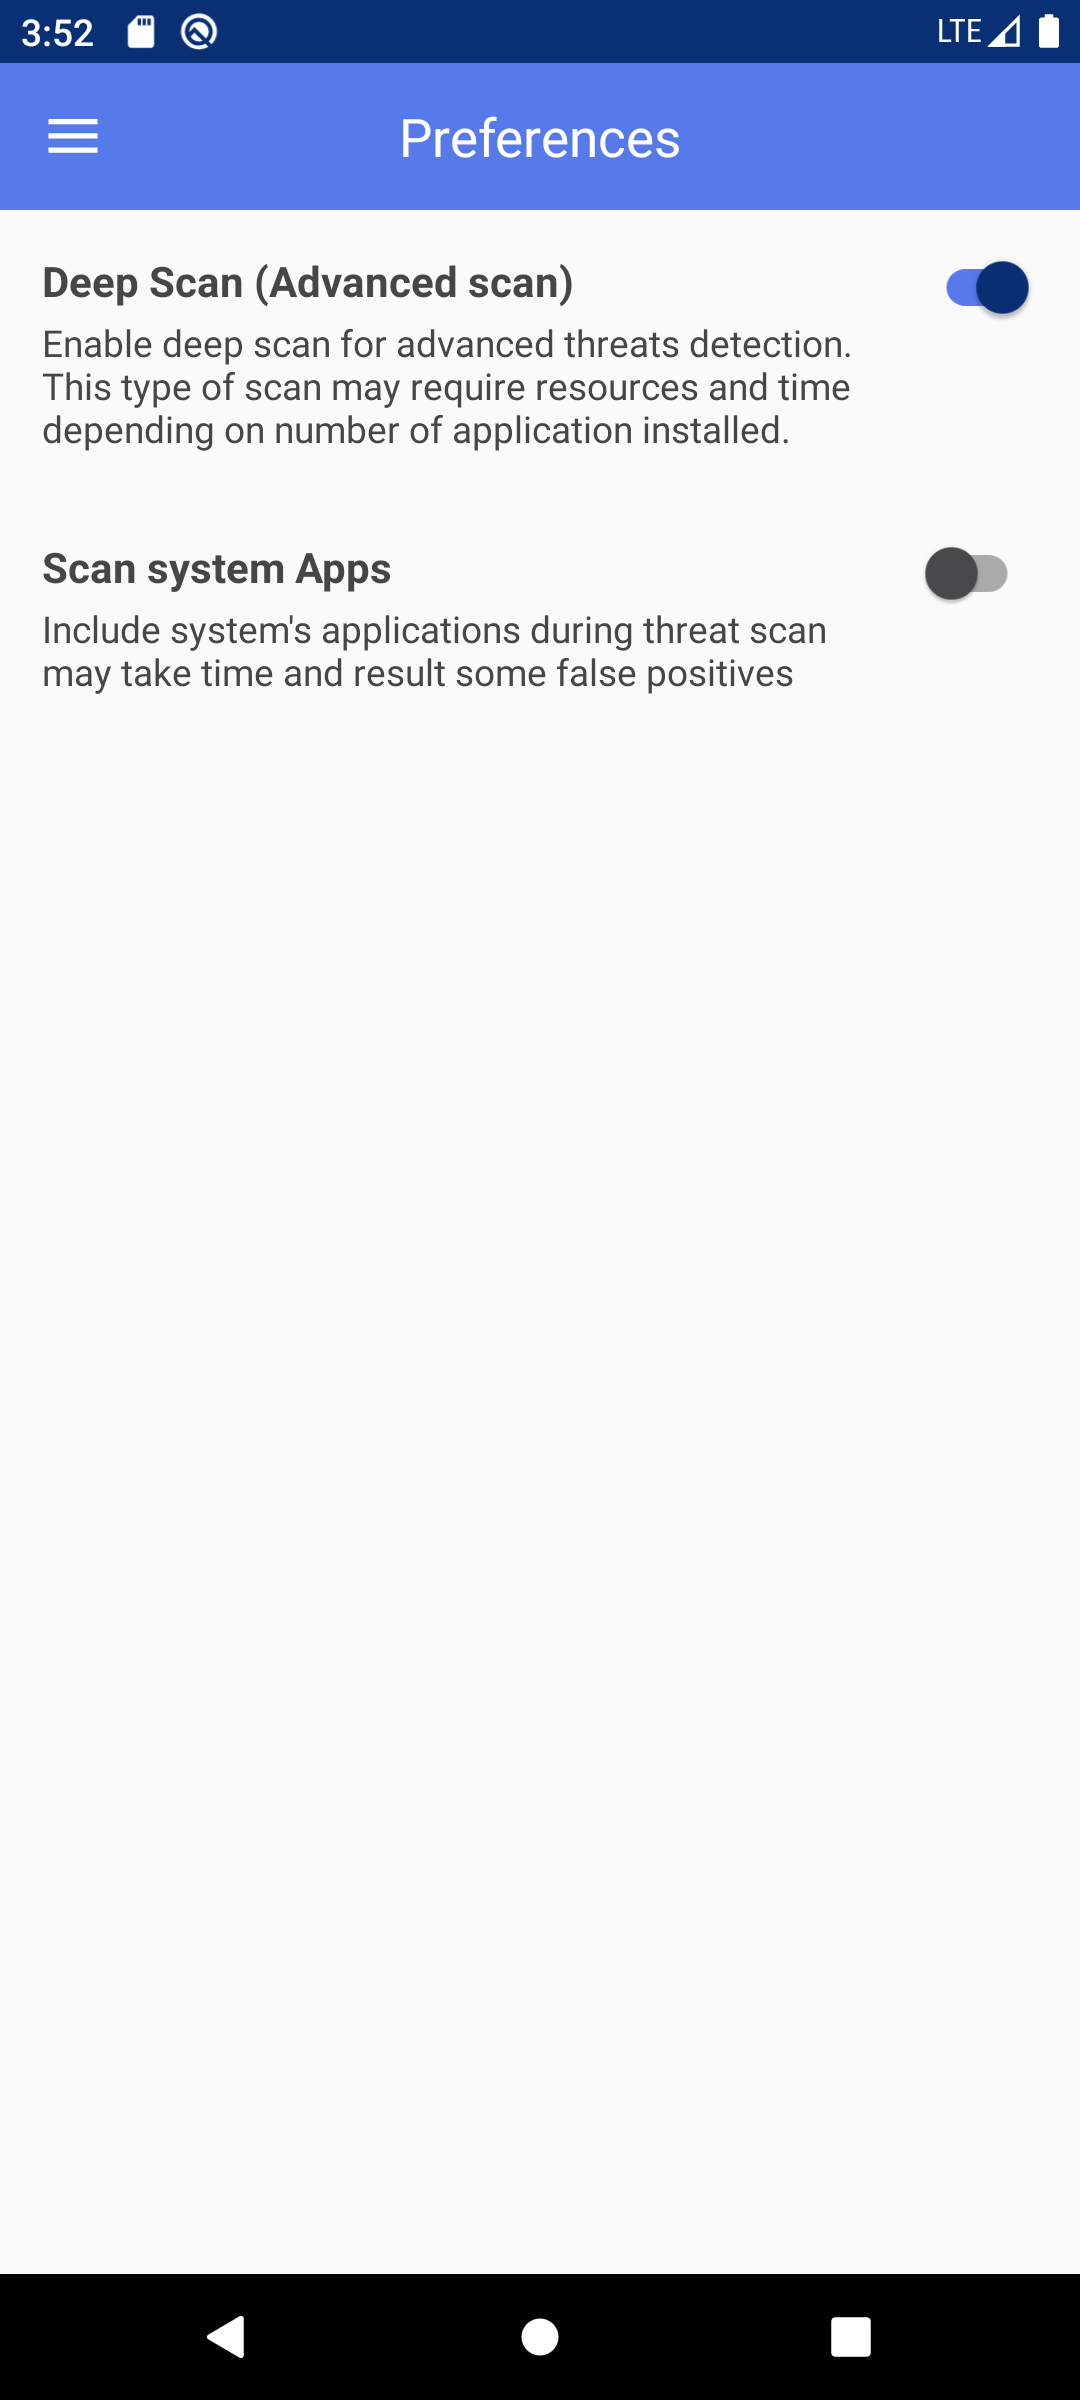 3:52
LTE
Preferences
Deep Scan (Advanced scan)
Enable deep scan for advanced threats detection.
This type of scan may require resources and time
depending on number of application installed.
Scan system Apps
Include system's applications during threat scan
may take time and result some false positives